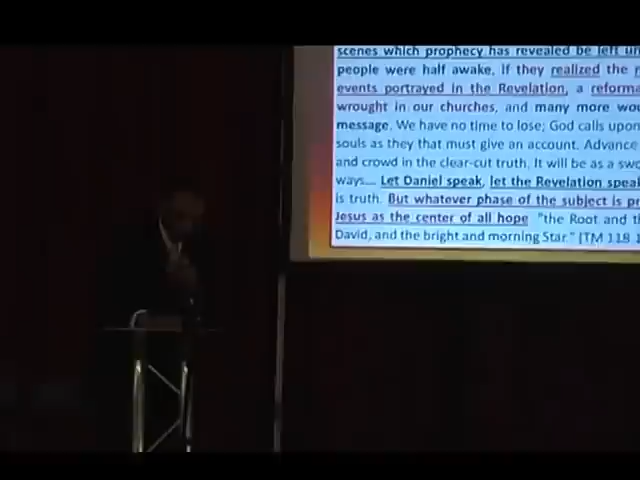 scenes which prophecy has revealed be left un
people were half awake, if they realized the
events portrayed in the Revelation, a reforma
wrought in our churches, and many more wou
message. We have no time to lose; God calls upon
souls as they that must give an account. Advance
and crowd in the clear-cut truth. It will be as a swo
ways.... Let Daniel speak, let the Revelation speak
is truth. But whatever phase of the subject is pr
Jesus as the center of all hope "the Root and th
David, and the bright and morning Star." [TM 118